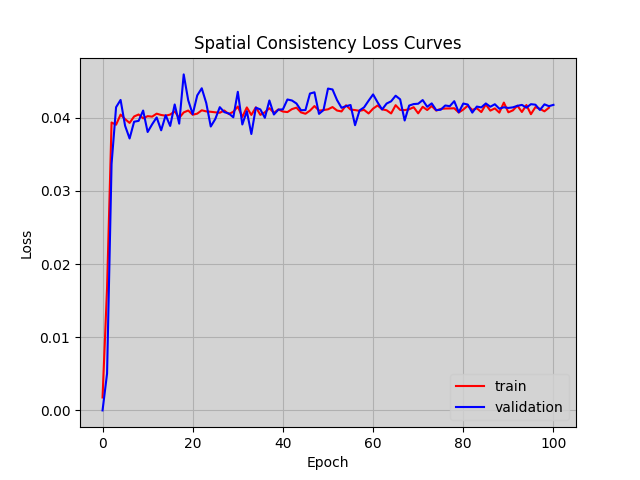 Spatial Consistency Loss Curves
Loss
0.04
0.03
0.02
0.01
0.00
train
validation
0 20 40 60 80 100
Epoch